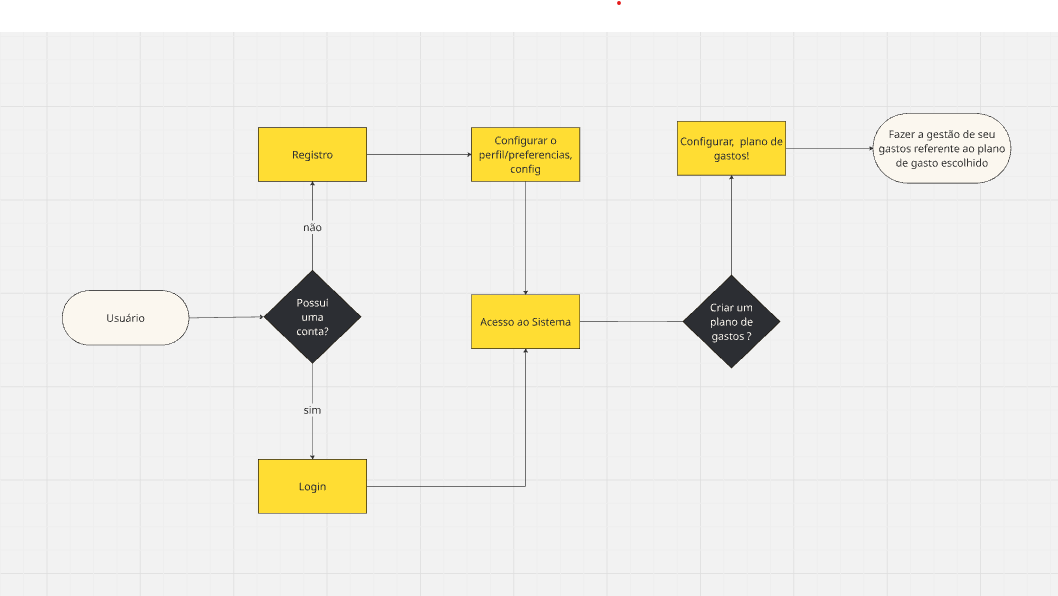 Registro
Configurar o
perfil/preferencias,
config
Configurar,  plano de
gastos!
Fazer a gestão de seu
gastos referente ao plano
de gasto escolhido
não
Usuário
Possui
uma
conta?
Acesso ao Sistema
Criar um
plano de
gastos ?
sim
Login